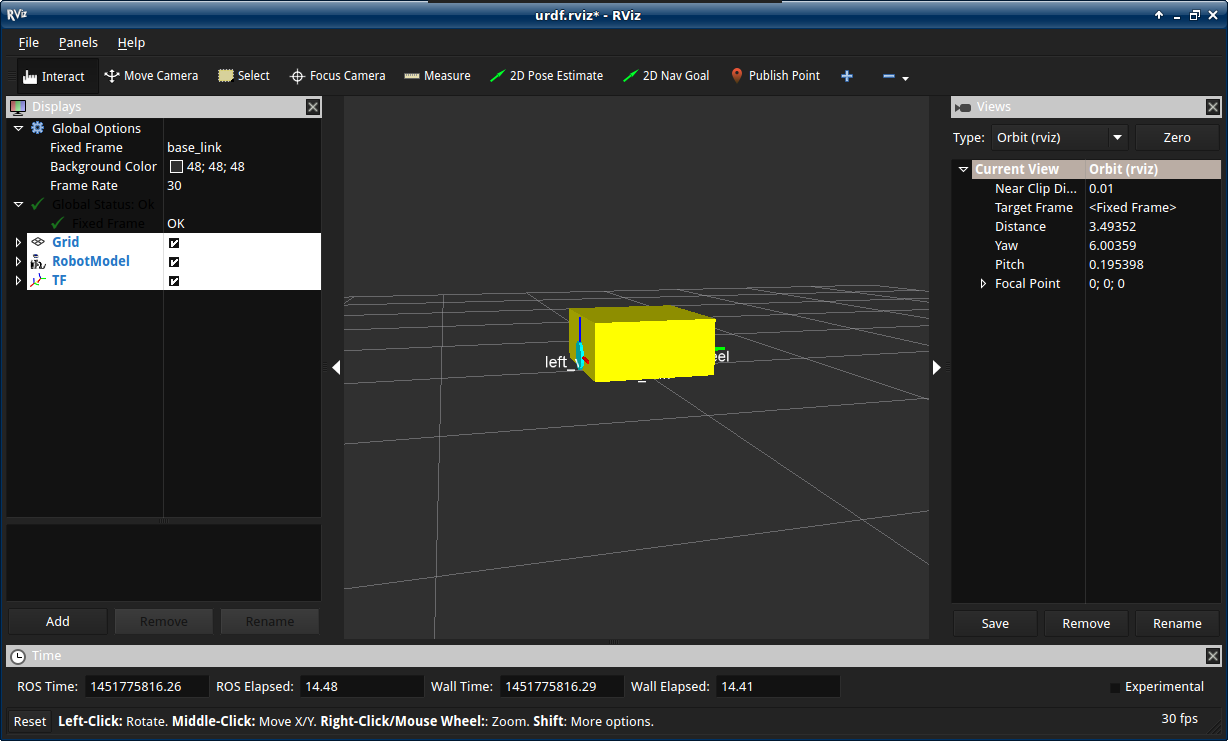 RViz
urdf.rviz* - RViz
File Panels Help
Interact Move Camera Select Focus Camera Measure 2D Pose Estimate 2D Nav Goal Publish Point
Displays
Global Options
Fixed Frame base_link
Background Color 48; 48; 48
Frame Rate 30
Global Status: Ok
Fixed Frame OK
Grid
RobotModel
TF
Add Remove Rename
left_
eel
Views
Type: Orbit (rviz) Zero
Current View Orbit (rviz)
Near Clip Di... 0.01
Target Frame <Fixed Frame>
Distance 3.49352
Yaw 6.00359
Pitch 0.195398
Focal Point 0; 0; 0
Save Remove Rename
Time
ROS Time: 1451775816.26 ROS Elapsed: 14.48 Wall Time: 1451775816.29 Wall Elapsed: 14.41 Experimental
Reset Left-Click: Rotate. Middle-Click: Move X/Y. Right-Click/Mouse Wheel:: Zoom. Shift: More options. 30 fps